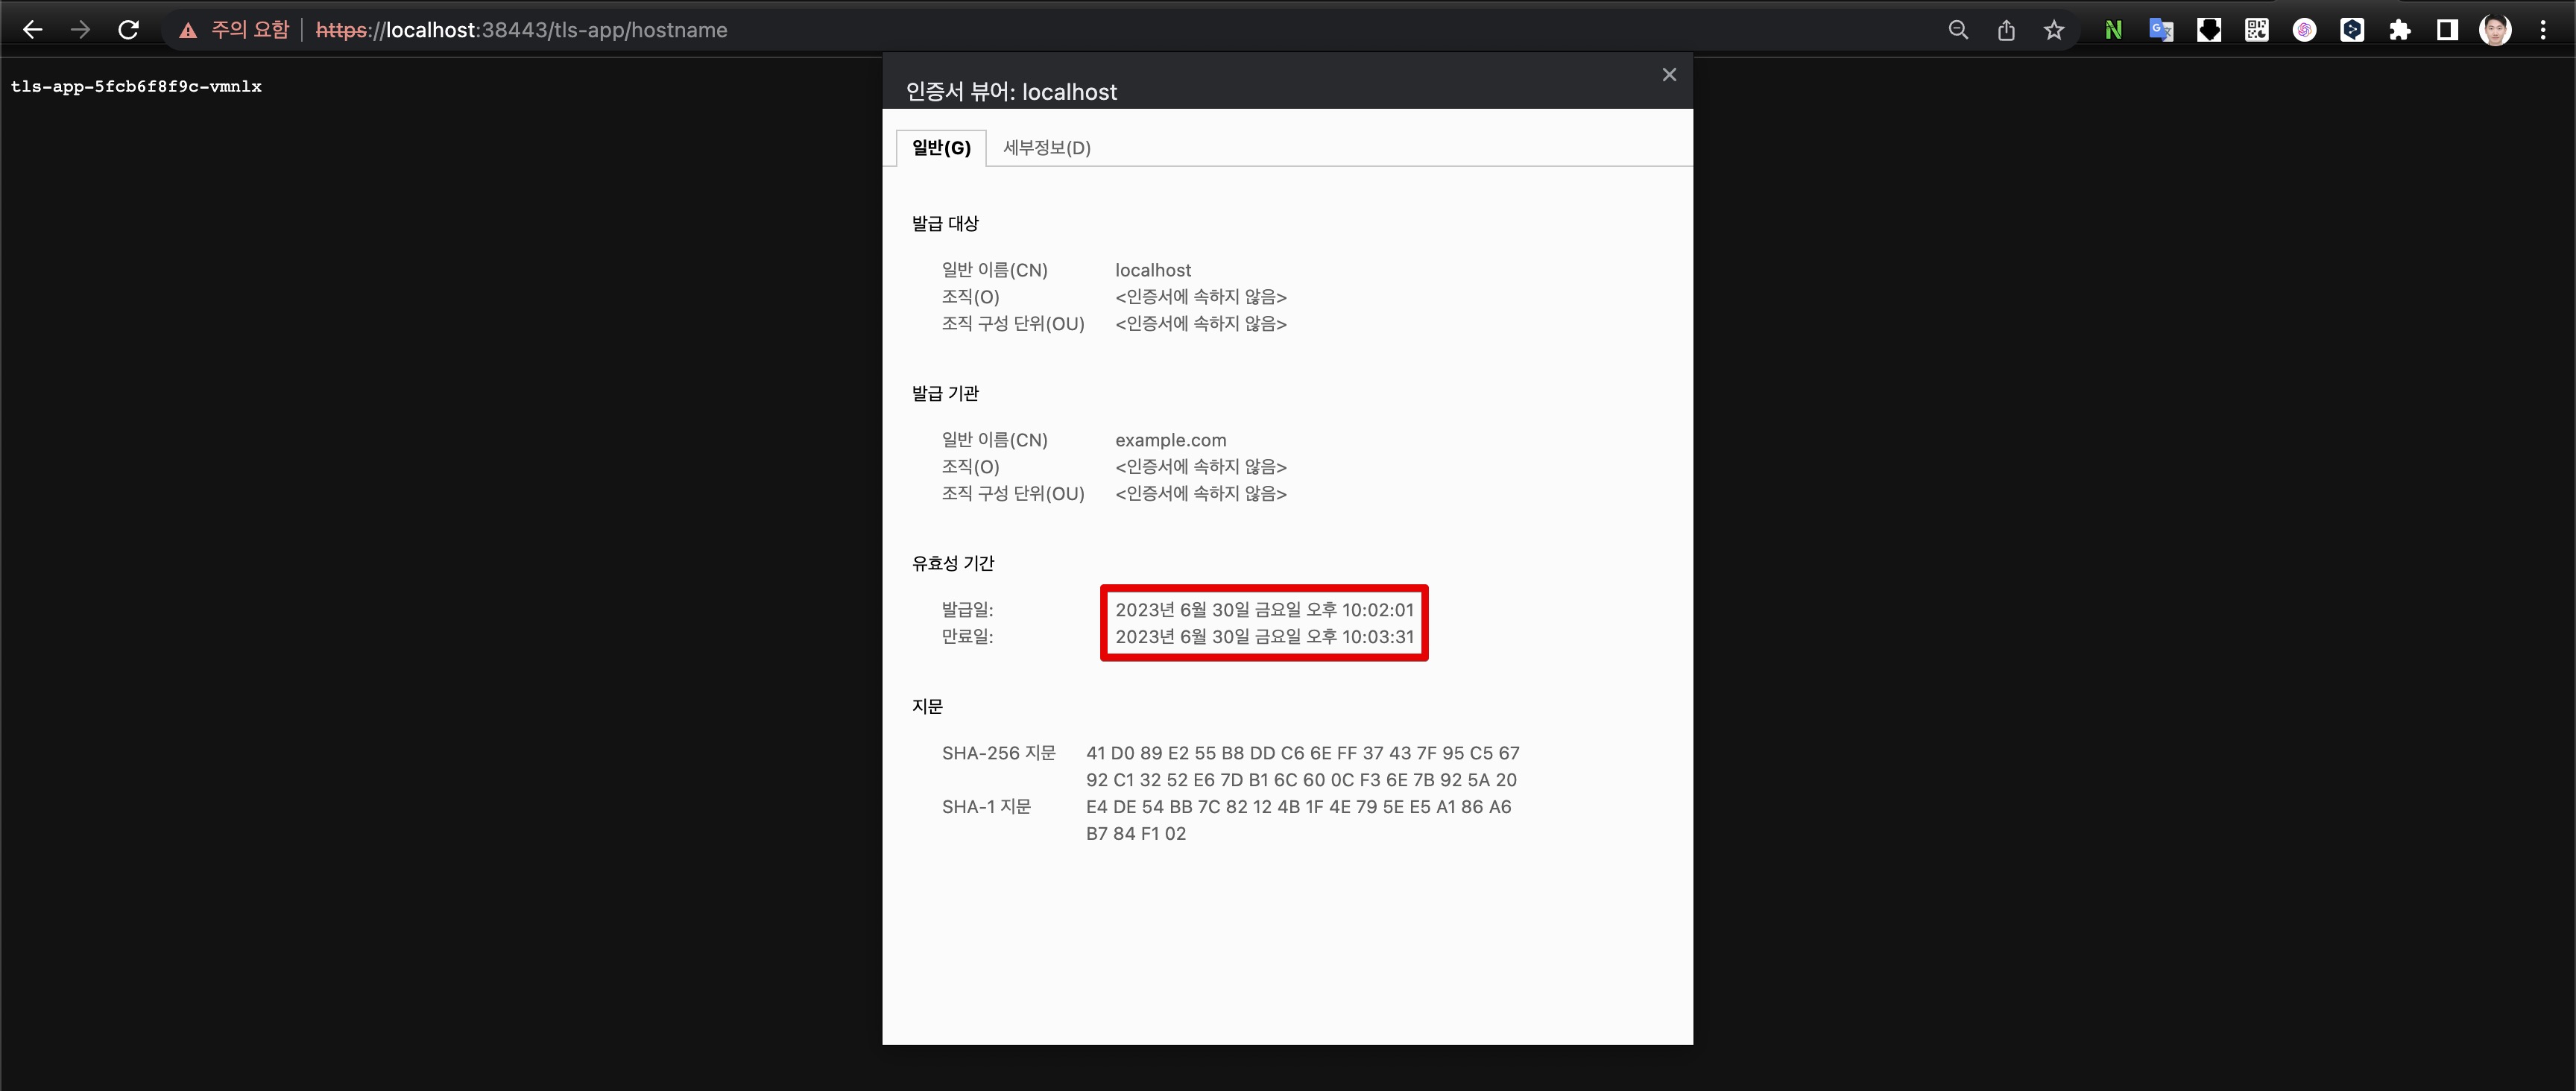 주의 요함 https://localhost:38443/tls-app/hostname
tls-app-5fcb6f8f9c-vmnlx
인증서 뷰어: localhost
일반(G) 세부정보(D)
발급 대상
일반 이름(CN) localhost
조직(O) <인증서에 속하지 않음>
조직 구성 단위(OU) <인증서에 속하지 않음>
발급 기관
일반 이름(CN) example.com
조직(O) <인증서에 속하지 않음>
조직 구성 단위(OU) <인증서에 속하지 않음>
유효성 기간
발급일: 2023년 6월 30일 금요일 오후 10:02:01
만료일: 2023년 6월 30일 금요일 오후 10:03:31
지문
SHA-256 지문 41 D0 89 E2 55 B8 DD C6 6E FF 37 43 7F 95 C5 67
92 C1 32 52 E6 7D B1 6C 60 0C F3 6E 7B 92 5A 20
SHA-1 지문 E4 DE 54 BB 7C 82 12 4B 1F 4E 79 5E E5 A1 86 A6
B7 84 F1 02